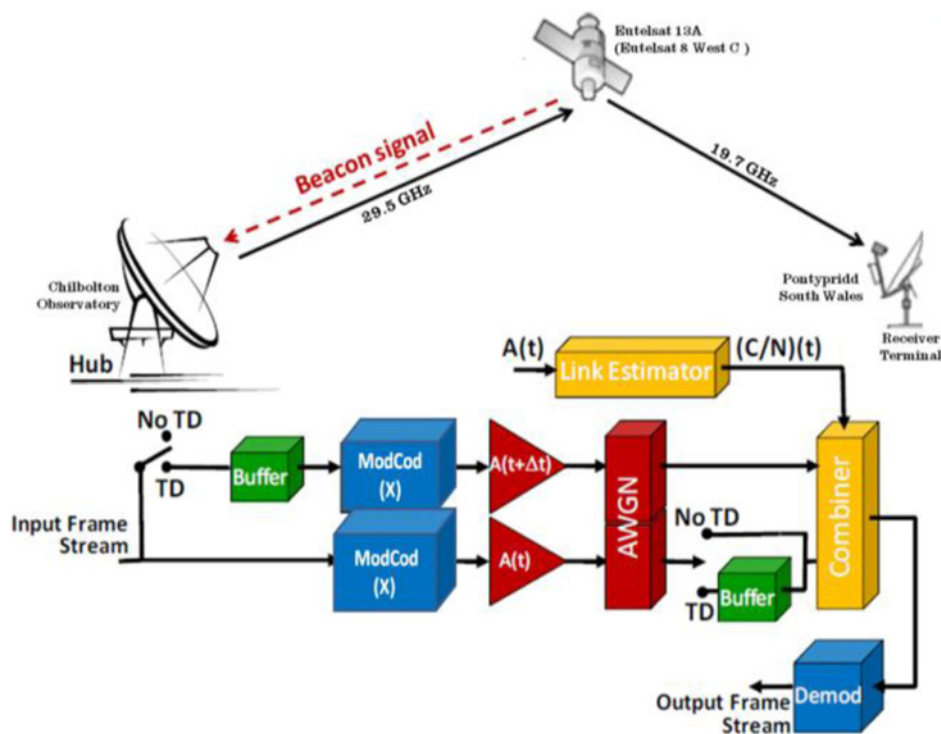 Eutelsat 13A
(Eutelsat 8 West C )
Beacon signal
29.5 GHz
19.7 GHz
Chilbolton
Observatory
Hub
Pontypridd
South Wales
Receiver
Terminal
A(t)
Link Estimator
(C/N)(t)
No TD
TD
Buffer
ModCod
(X)
A(t+Δt)
AWGN
Combiner
Input Frame
Stream
ModCod
(X)
A(t)
No TD
TD
Buffer
Demod
Output Frame
Stream